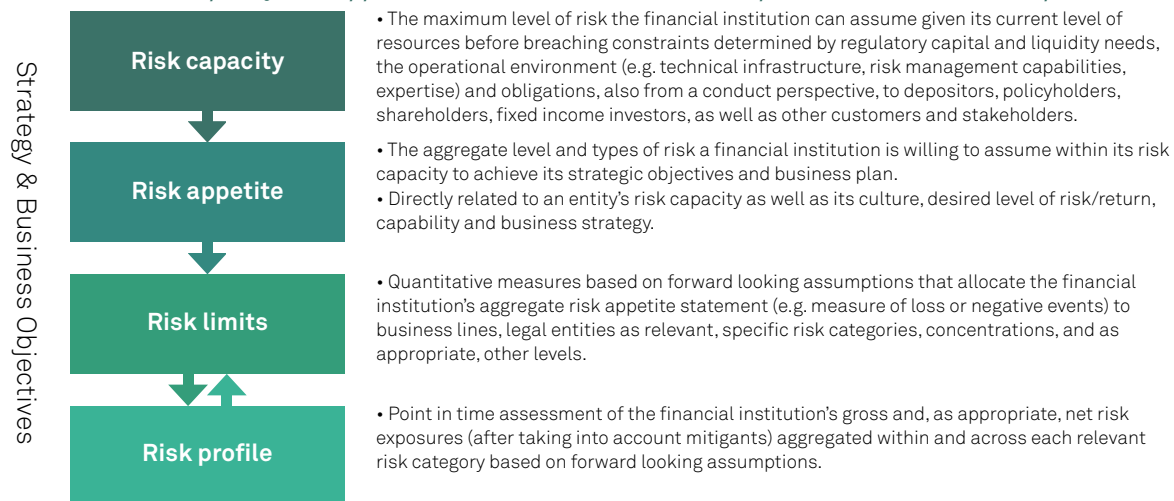 Strategy & Business Objectives
Risk capacity
• The maximum level of risk the financial institution can assume given its current level of
resources before breaching constraints determined by regulatory capital and liquidity needs,
the operational environment (e.g. technical infrastructure, risk management capabilities,
expertise) and obligations, also from a conduct perspective, to depositors, policyholders,
shareholders, fixed income investors, as well as other customers and stakeholders.
Risk appetite
• The aggregate level and types of risk a financial institution is willing to assume within its risk
capacity to achieve its strategic objectives and business plan.
• Directly related to an entity's risk capacity as well as its culture, desired level of risk/return,
capability and business strategy.
Risk limits
• Quantitative measures based on forward looking assumptions that allocate the financial
institution's aggregate risk appetite statement (e.g. measure of loss or negative events) to
business lines, legal entities as relevant, specific risk categories, concentrations, and as
appropriate, other levels.
Risk profile
• Point in time assessment of the financial institution's gross and, as appropriate, net risk
exposures (after taking into account mitigants) aggregated within and across each relevant
risk category based on forward looking assumptions.